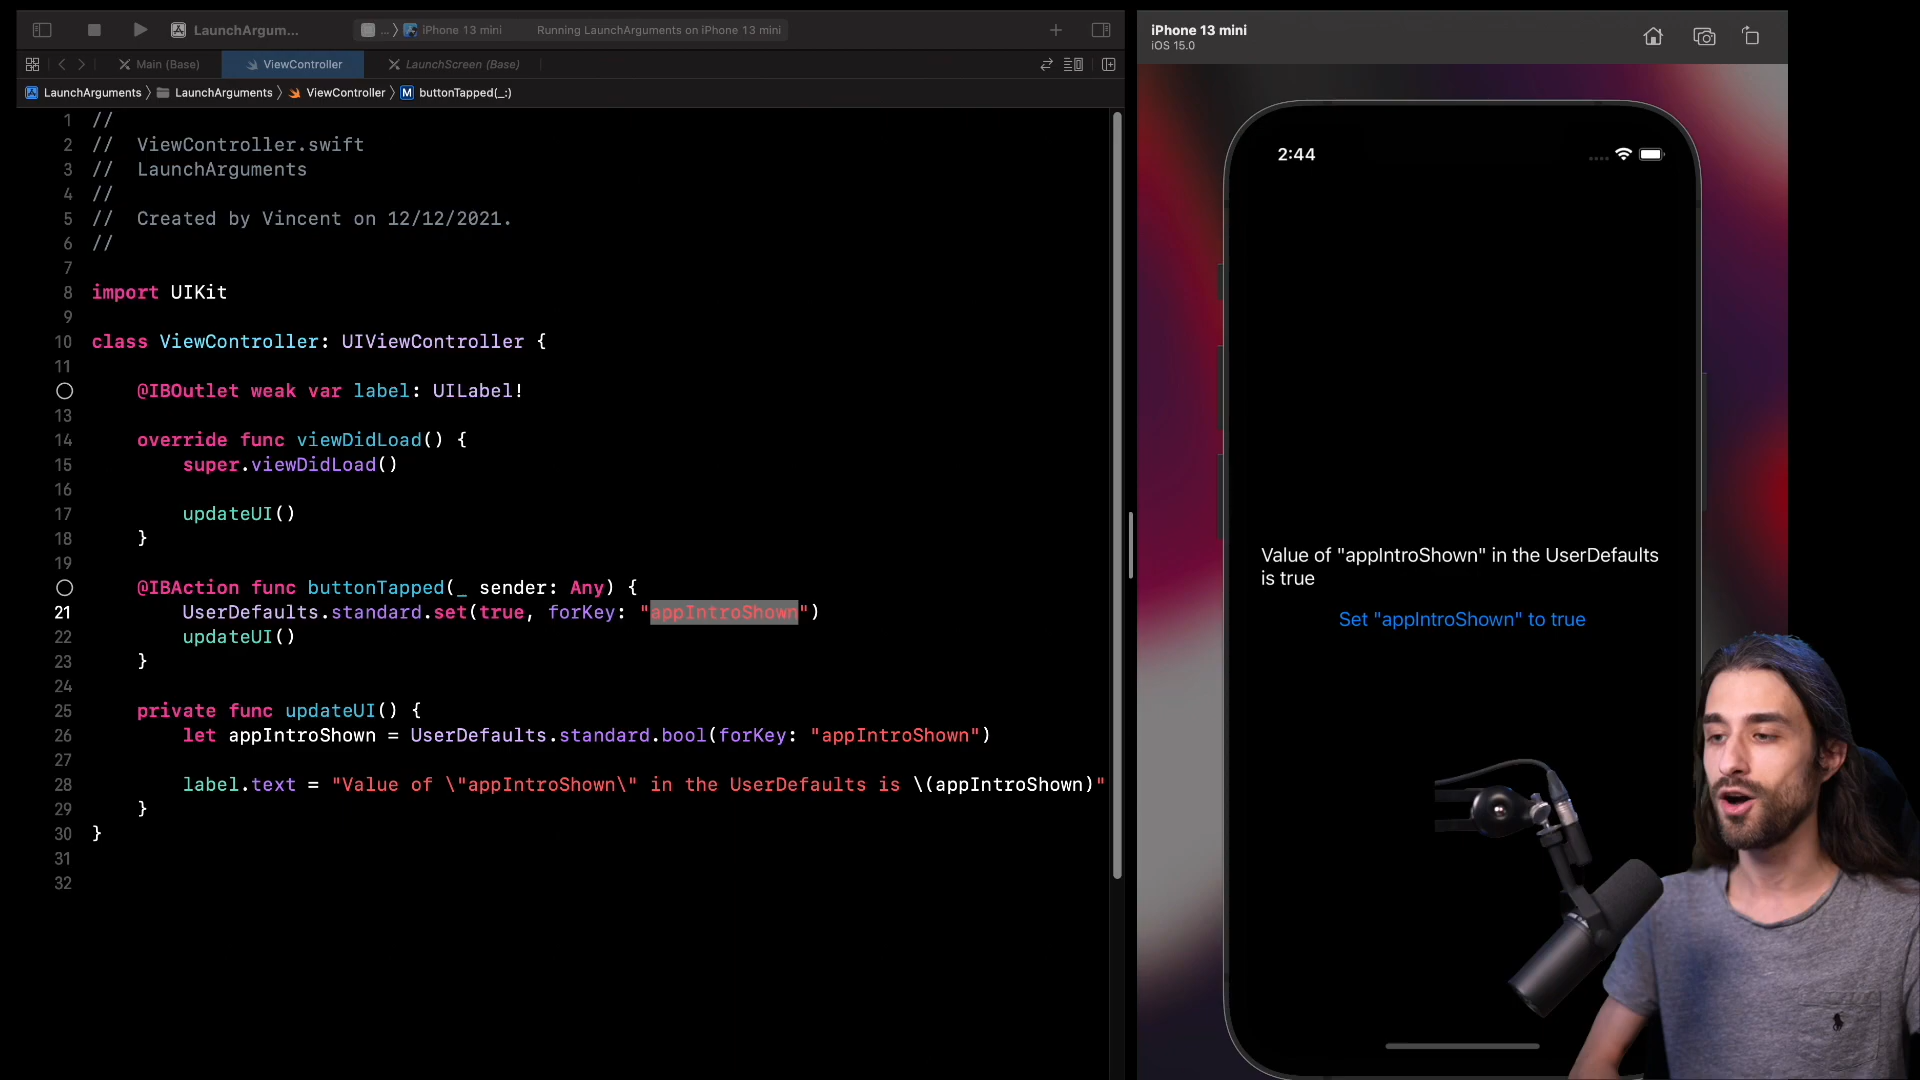 LaunchArgum...
... 〉 iPhone 13 mini
Running LaunchArguments on iPhone 13 mini
Main (Base)
ViewController
LaunchScreen (Base)
LaunchArguments 〉 LaunchArguments 〉 ViewController 〉 M buttonTapped(_:)
1 //
2 //  ViewController.swift
3 //  LaunchArguments
4 //
5 //  Created by Vincent on 12/12/2021.
6 //
7
8 import UIKit
9
10 class ViewController: UIViewController {
11
@IBOutlet weak var label: UILabel!
13
14 override func viewDidLoad() {
15 super.viewDidLoad()
16
17 updateUI()
18 }
19
@IBAction func buttonTapped(_ sender: Any) {
21 UserDefaults.standard.set(true, forKey: "appIntroShown")
22 updateUI()
23 }
24
25 private func updateUI() {
26 let appIntroShown = UserDefaults.standard.bool(forKey: "appIntroShown")
27
28 label.text = "Value of \"appIntroShown\" in the UserDefaults is \(appIntroShown)"
29 }
30 }
31
32
iPhone 13 mini
iOS 15.0
2:44
Value of "appIntroShown" in the UserDefaults
is true
Set "appIntroShown" to true